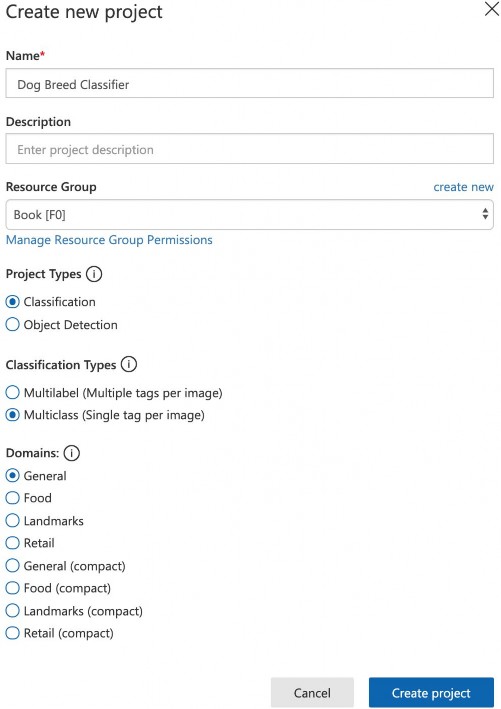 Create new project
Name*
Dog Breed Classifier
Description
Enter project description
Resource Group create new
Book [F0]
Manage Resource Group Permissions
Project Types i
Classification
Object Detection
Classification Types i
Multilabel (Multiple tags per image)
Multiclass (Single tag per image)
Domains: i
General
Food
Landmarks
Retail
General (compact)
Food (compact)
Landmarks (compact)
Retail (compact)
Cancel Create project